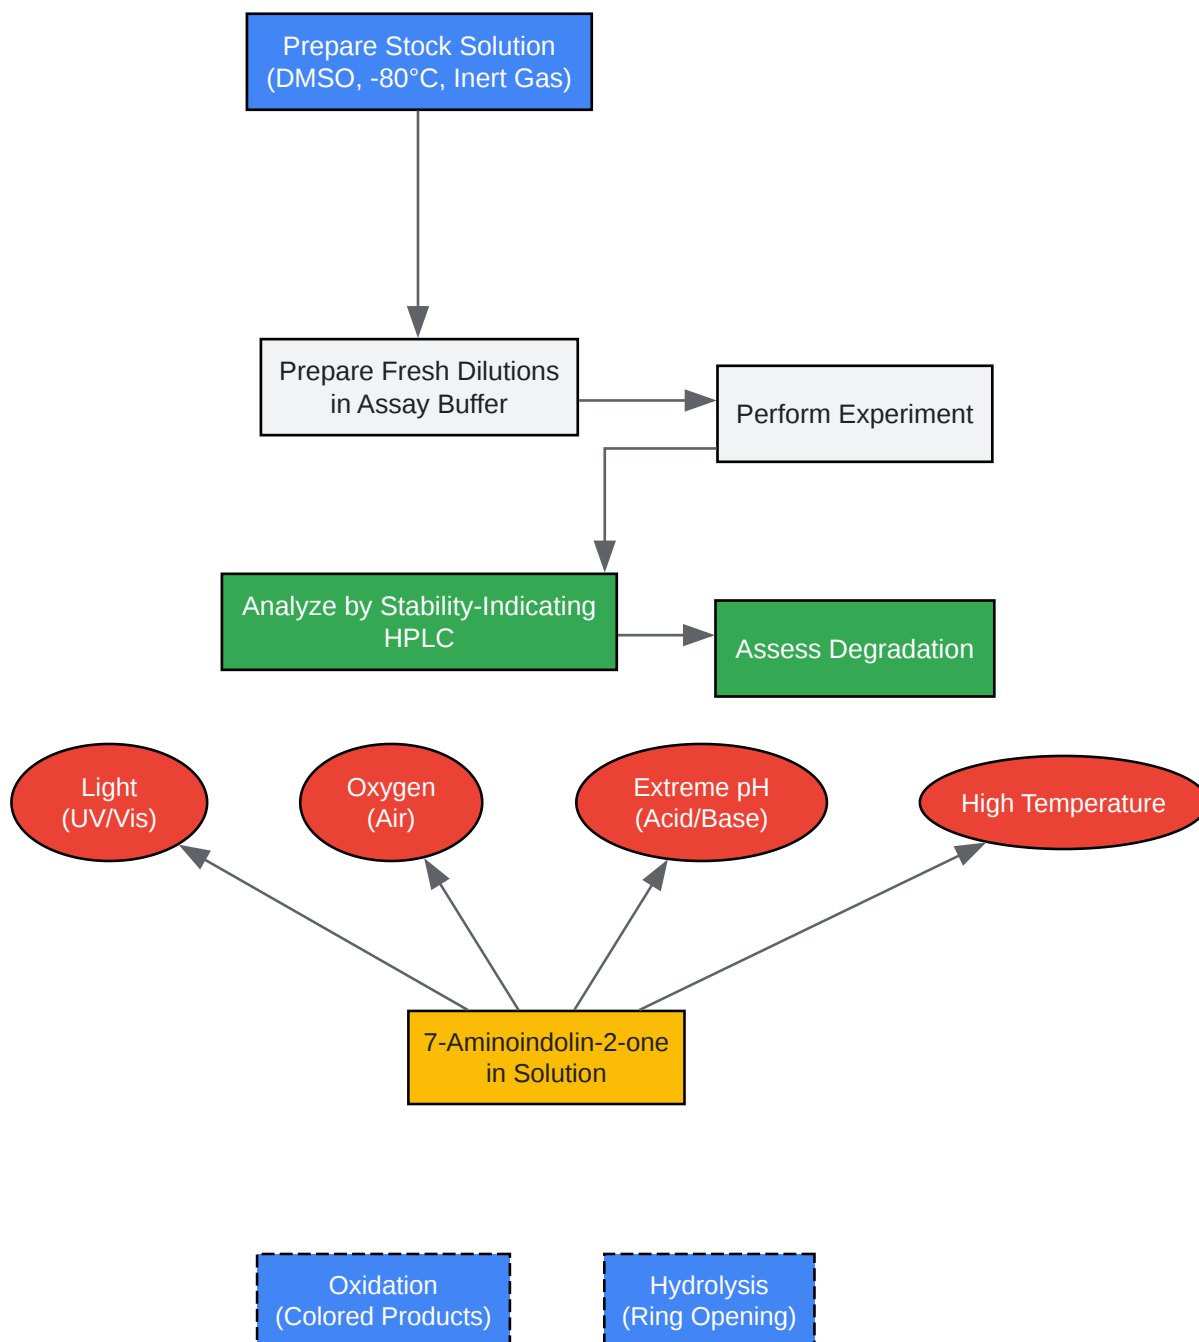 Prepare Stock Solution
(DMSO, -80°C, Inert Gas)
Prepare Fresh Dilutions
in Assay Buffer
Perform Experiment
Analyze by Stability-Indicating
HPLC
Assess Degradation
Light
(UV/Vis)
Oxygen
(Air)
Extreme pH
(Acid/Base)
High Temperature
7-Aminoindolin-2-one
in Solution
Oxidation
(Colored Products)
Hydrolysis
(Ring Opening)